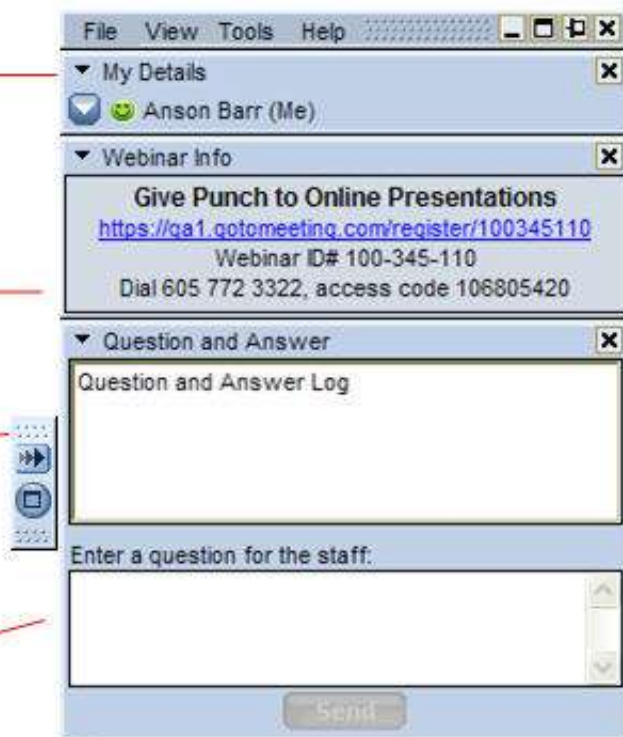 File View Tools Help
My Details
Anson Barr (Me)
Webinar Info
Give Punch to Online Presentations
https://qa1.gotomeeting.com/register/100345110
Webinar ID# 100-345-110
Dial 605 772 3322, access code 106805420
Question and Answer
Question and Answer Log
Enter a question for the staff:
Send